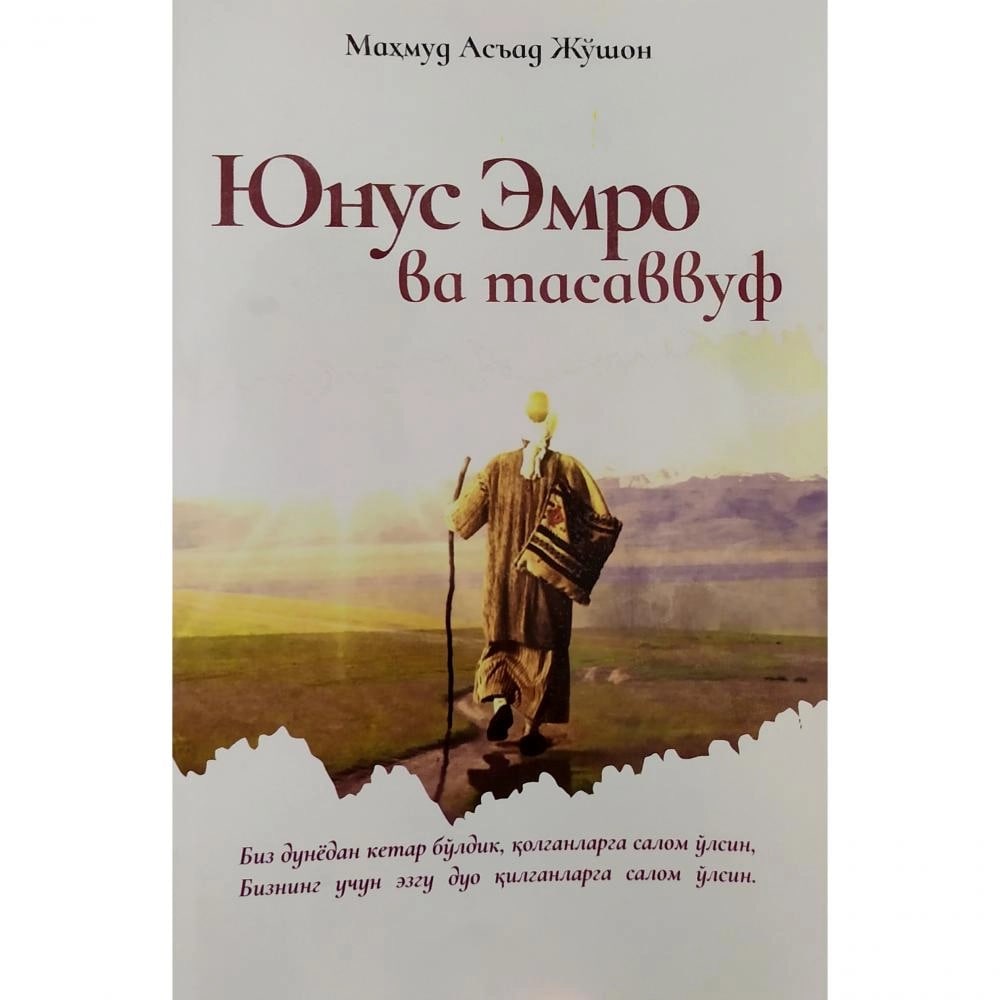 Маҳмуд Асъад Жўшон
Юнус Эмро
ва тасаввуф
Биз дунёдан кетар бўлдик, қолганларга салом ўлсин,
Бизнинг учун эзгу дуо қилганларга салом ўлсин.